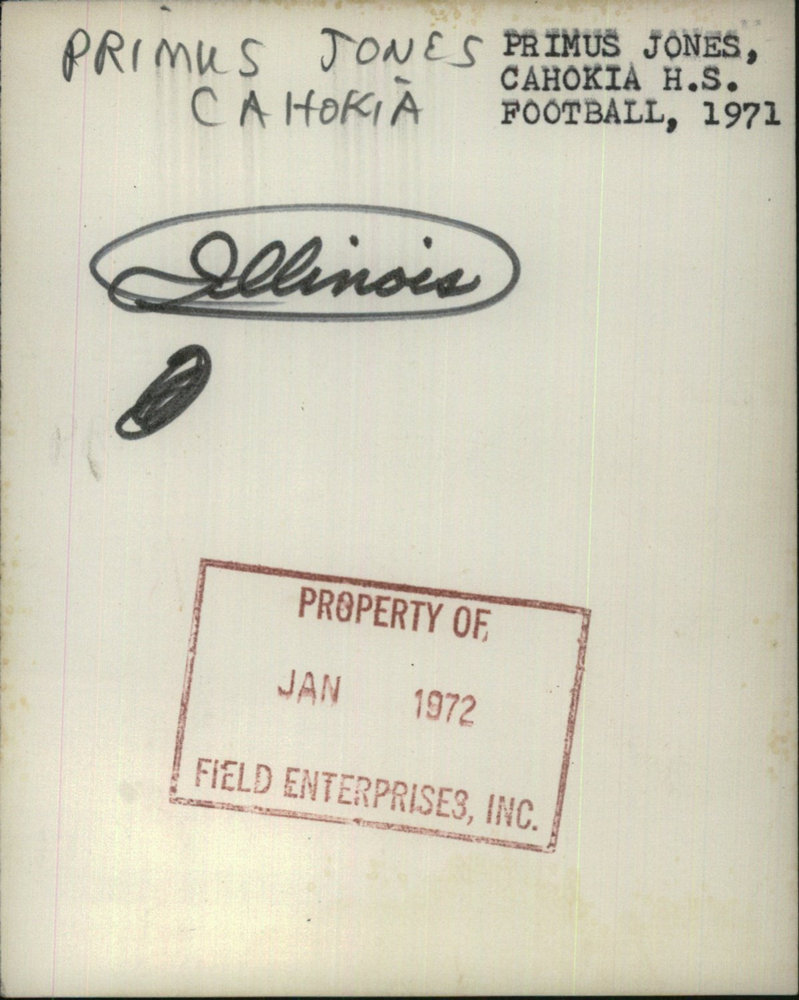 PRIMUS JONES
CAHOKIA
PRIMUS JONES,
CAHOKIA H.S.
FOOTBALL, 1971
Illinois
PROPERTY OF
JAN 1972
FIELD ENTERPRISES, INC.